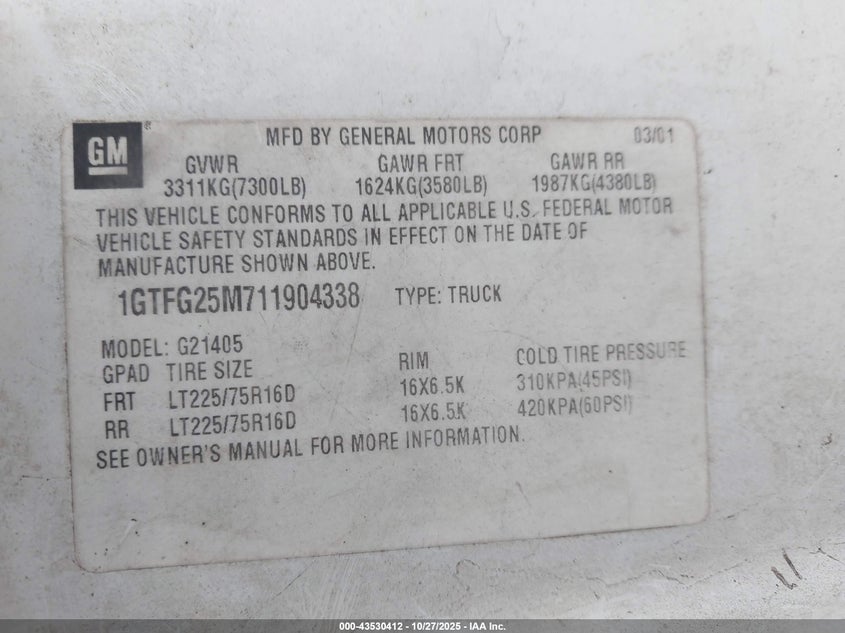 GM
MFD BY GENERAL MOTORS CORP 03/01
GVWR GAWR FRT GAWR RR
3311KG(7300LB) 1624KG(3580LB) 1987KG(4380LB)
THIS VEHICLE CONFORMS TO ALL APPLICABLE U.S. FEDERAL MOTOR
VEHICLE SAFETY STANDARDS IN EFFECT ON THE DATE OF
MANUFACTURE SHOWN ABOVE.
1GTFG25M711904338 TYPE: TRUCK
MODEL: G21405
GPAD TIRE SIZE RIM COLD TIRE PRESSURE
FRT LT225/75R16D 16X6.5K 310KPA(45PSI)
RR LT225/75R16D 16X6.5K 420KPA(60PSI)
SEE OWNER'S MANUAL FOR MORE INFORMATION.
000-43530412 - 10/27/2025 - IAA Inc.